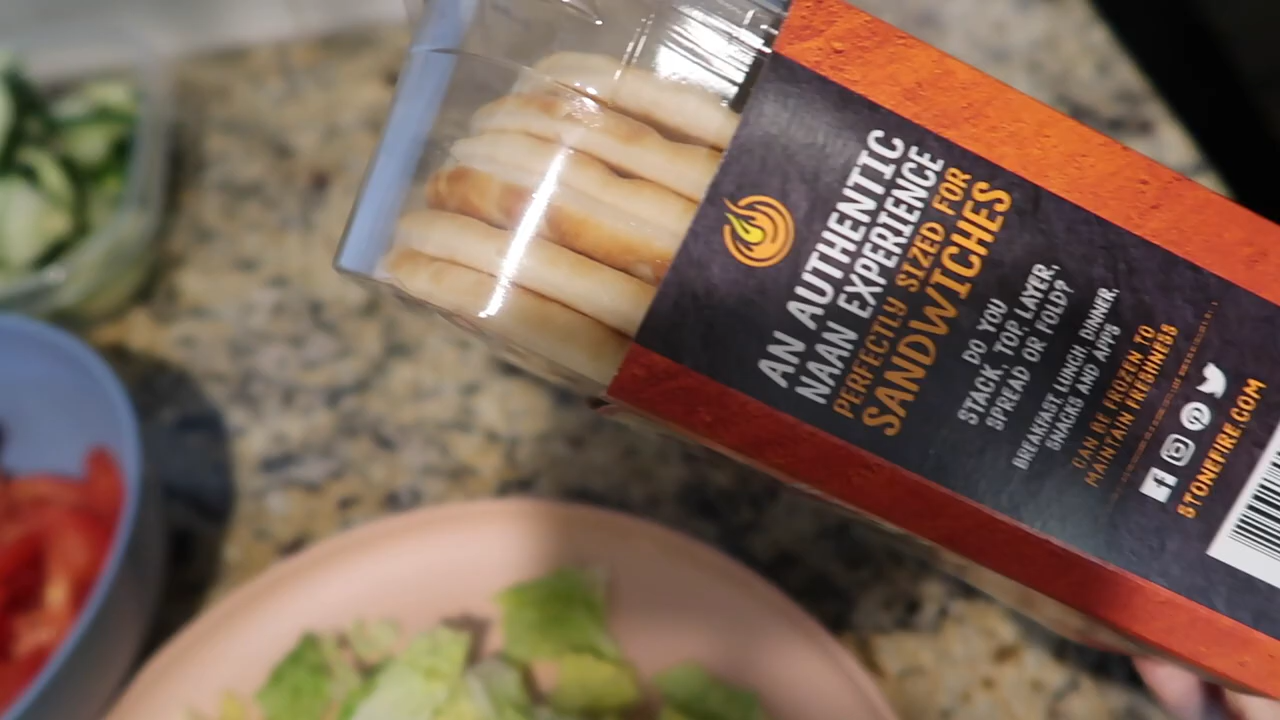 AN AUTHENTIC
NAAN EXPERIENCE
PERFECTLY SIZED FOR
SANDWICHES
DO YOU
STACK, TOP, LAYER,
SPREAD OR FOLD?
BREAKFAST, LUNCH, DINNER,
SNACKS AND APPS
CAN BE FROZEN TO
MAINTAIN FRESHNESS
STONEFIRE.COM